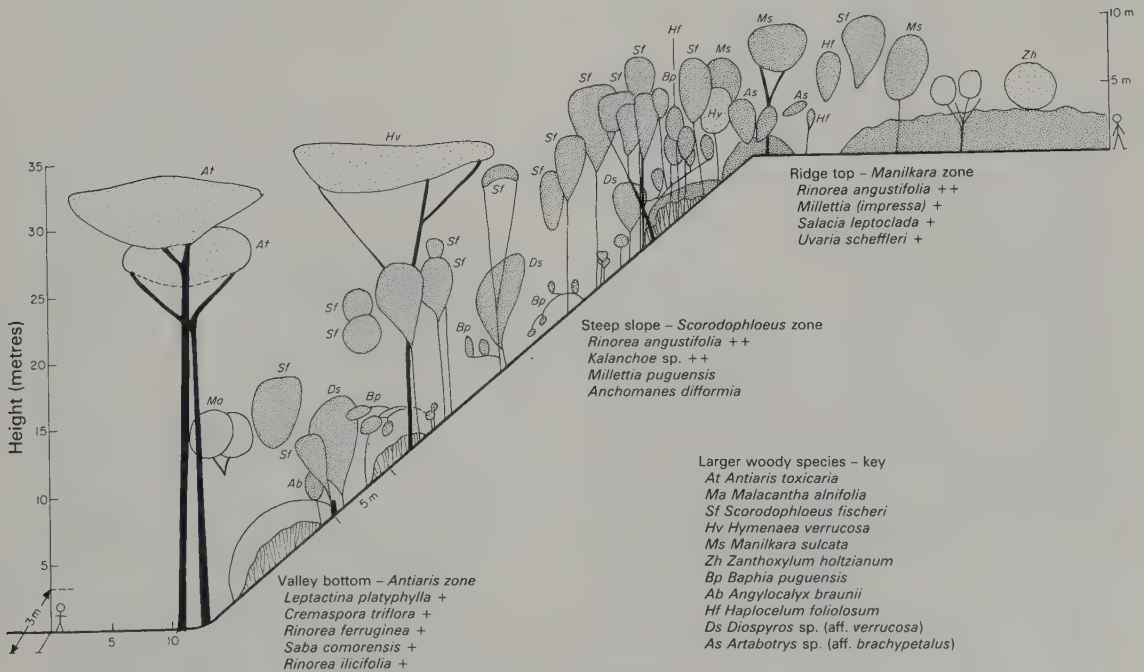 10 m
5 m
Hf
Ms
Sf
Ms
Hf
Zh
Sf
Sf
Ms
Bp
Sf
Sf
As
As
Hf
Hv
Sf
Hv
Sf
Sf
Ds
At
At
Sf
Sf
Ds
Sf
Sf
Bp
Bp
Ma
Sf
Ds
Bp
Sf
Ab
5 m
Height (metres)
35
30
25
20
15
10
5
3m
5
10
Ridge top – Manilkara zone
Rinorea angustifolia ++
Millettia (impressa) +
Salacia leptoclada +
Uvaria scheffleri +
Steep slope – Scorodophloeus zone
Rinorea angustifolia ++
Kalanchoe sp. ++
Millettia puguensis
Anchomanes difformia
Valley bottom – Antiaris zone
Leptactina platyphylla +
Cremaspora triflora +
Rinorea ferruginea +
Saba comorensis +
Rinorea ilicifolia +
Larger woody species – key
At Antiaris toxicaria
Ma Malacantha alnifolia
Sf Scorodophloeus fischeri
Hv Hymenaea verrucosa
Ms Manilkara sulcata
Zh Zanthoxylum holtzianum
Bp Baphia puguensis
Ab Angylocalyx braunii
Hf Haplocelum foliolosum
Ds Diospyros sp. (aff. verrucosa)
As Artabotrys sp. (aff. brachypetalus)